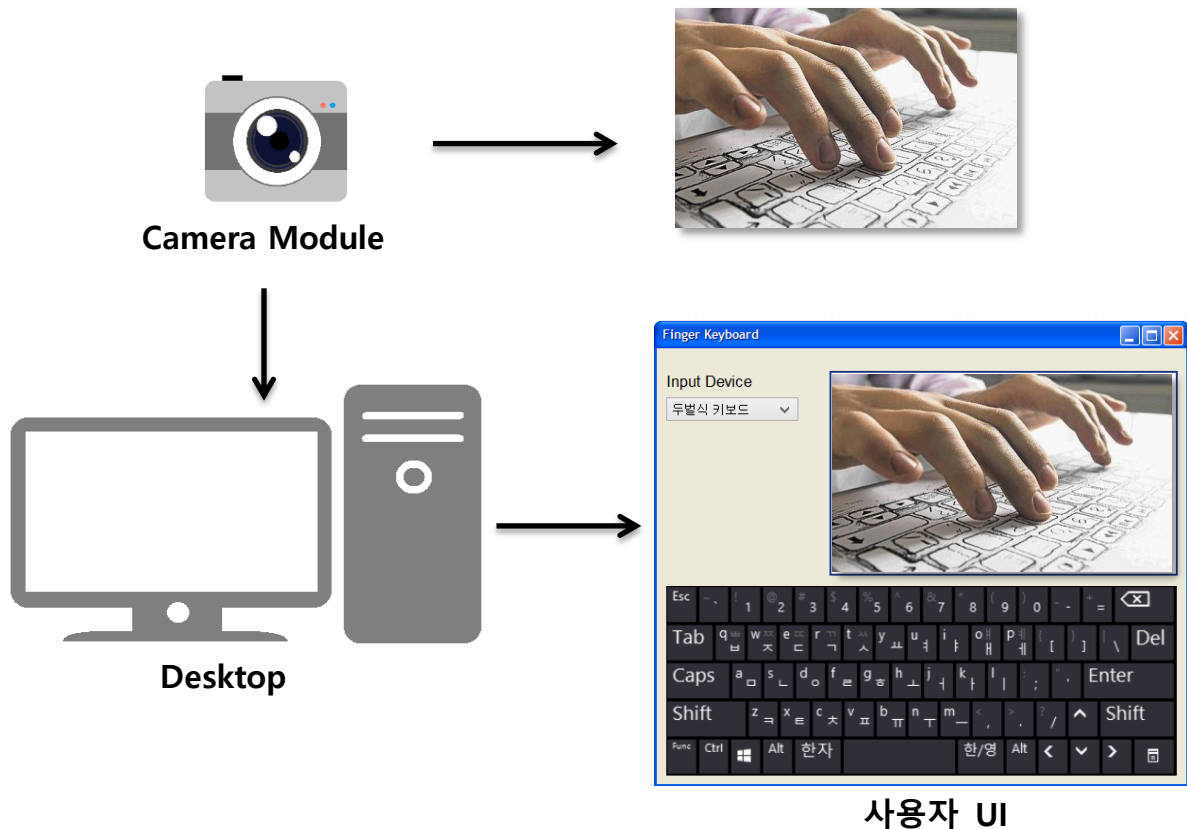 Camera Module
Finger Keyboard
Input Device
두벌식 키보드
Esc ~ ` ! 1 @ 2 # 3 $ 4 % 5 ^ 6 & 7 * 8 ( 9 ) 0 _ - + =
Tab q ㅃ ㅂ w ㅉ ㅈ e ㄸ ㄷ r ㄲ ㄱ t ㅆ ㅅ y ㅛ u ㅕ i ㅑ o ㅒ ㅐ p ㅖ ㅔ { [ } ] | \ Del
Caps a ㅁ s ㄴ d ㅇ f ㄹ g ㅎ h ㅗ j ㅓ k ㅏ l ㅣ : ; " ' Enter
Shift z ㅋ x ㅌ c ㅊ v ㅍ b ㅠ n ㅜ m ㅡ < , > . ? / Shift
Func Ctrl Alt 한자 한/영 Alt
Desktop
사용자 UI